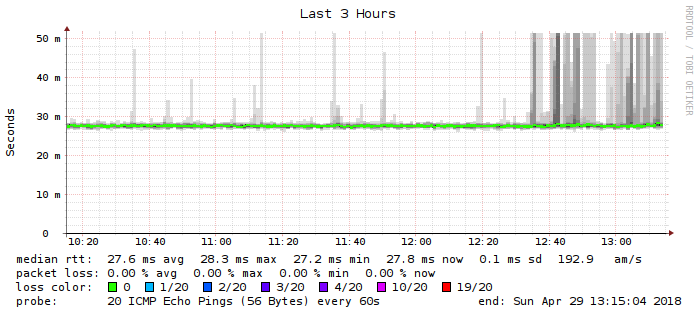 Last 3 Hours
RRDTOOL / TOBI OETIKER
Seconds
50 m
40 m
30 m
20 m
10 m
0
10:20 10:40 11:00 11:20 11:40 12:00 12:20 12:40 13:00
median rtt: 27.6 ms avg 28.3 ms max 27.2 ms min 27.8 ms now 0.1 ms sd 192.9 am/s
packet loss: 0.00 % avg 0.00 % max 0.00 % min 0.00 % now
loss color: 0 1/20 2/20 3/20 4/20 10/20 19/20
probe: 20 ICMP Echo Pings (56 Bytes) every 60s end: Sun Apr 29 13:15:04 2018